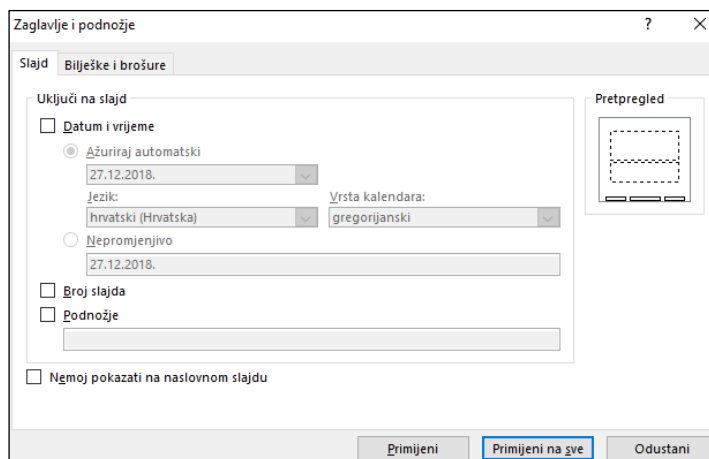 Zaglavlje i podnožje
Slajd Bilješke i brošure
Uključi na slajd
Datum i vrijeme
Ažuriraj automatski
27.12.2018.
Jezik: Vrsta kalendara:
hrvatski (Hrvatska) gregorijanski
Nepromjenjivo
27.12.2018.
Broj slajda
Podnožje
Nemoj pokazati na naslovnom slajdu
Pretpregled
Primijeni Primijeni na sve Odustani